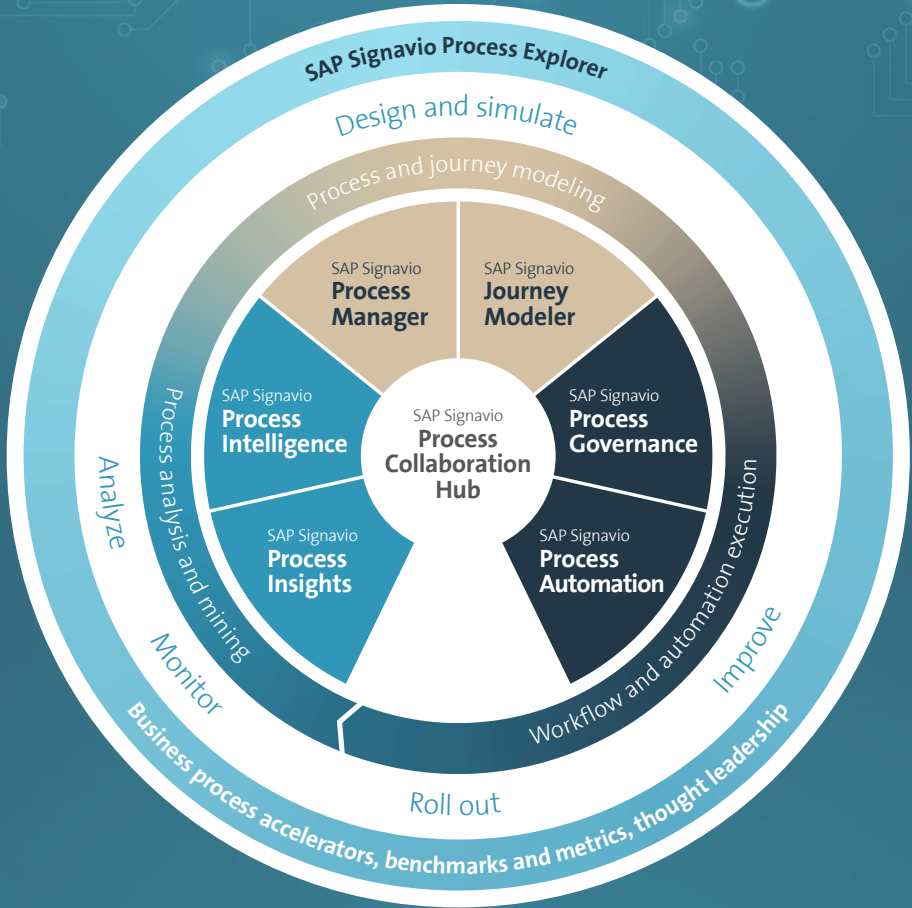 SAP Signavio Process Explorer
Design and simulate
Process and journey modeling
SAP Signavio
Process
Manager
SAP Signavio
Journey
Modeler
SAP Signavio
Process
Intelligence
SAP Signavio
Process
Governance
SAP Signavio
Process
Collaboration
Hub
SAP Signavio
Process
Insights
SAP Signavio
Process
Automation
Process analysis and mining
Workflow and automation execution
Analyze
Monitor
Improve
Roll out
Business process accelerators, benchmarks and metrics, thought leadership